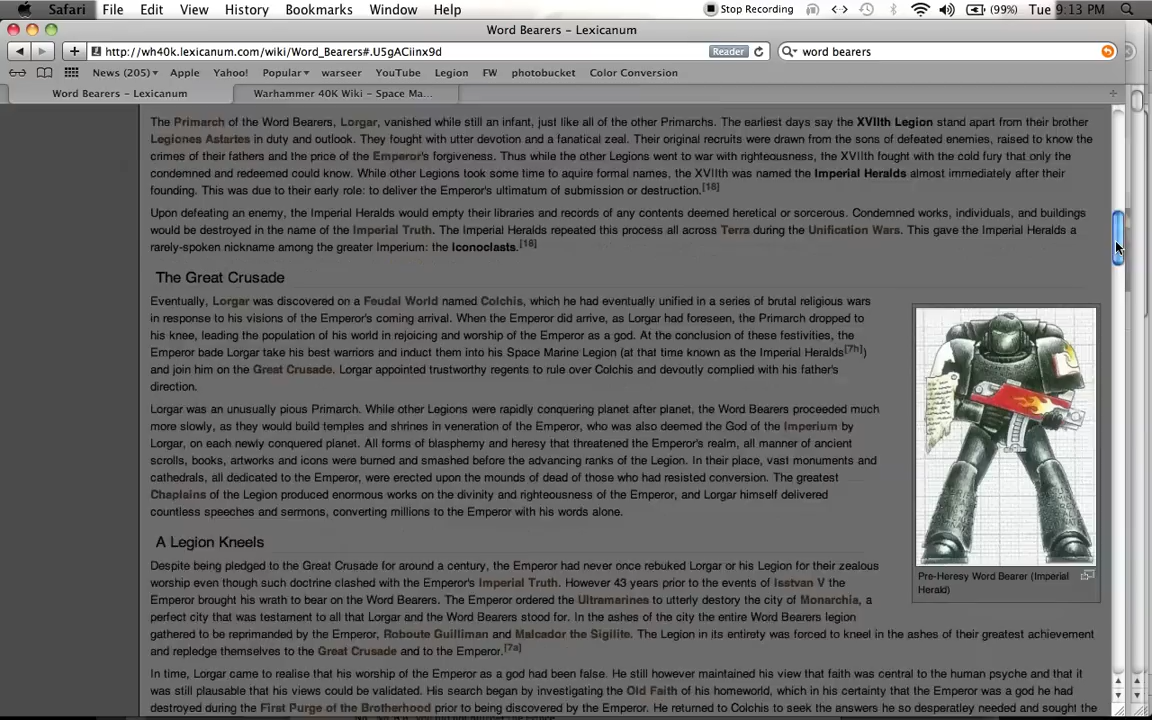 Safari File Edit View History Bookmarks Window Help Stop Recording (99%) Tue 9:13 PM
Word Bearers – Lexicanum
http://wh40k.lexicanum.com/wiki/Word_Bearers#.U5gACiinx9d Reader word bearers
News (205) Apple Yahoo! Popular warseer YouTube Legion FW photobucket Color Conversion
Word Bearers – Lexicanum Warhammer 40K Wiki – Space Ma...
The Primarch of the Word Bearers, Lorgar, vanished while still an infant, just like all of the other Primarchs. The earliest days say the XVIIth Legion stand apart from their brother
Legiones Astartes in duty and outlook. They fought with utter devotion and a fanatical zeal. Their original recruits were drawn from the sons of defeated enemies, raised to know the
crimes of their fathers and the price of the Emperor's forgiveness. Thus while the other Legions went to war with righteousness, the XVIIth fought with the cold fury that only the
condemned and redeemed could know. While other Legions took some time to aquire formal names, the XVIIth was named the Imperial Heralds almost immediately after their
founding. This was due to their early role: to deliver the Emperor's ultimatum of submission or destruction.[18]
Upon defeating an enemy, the Imperial Heralds would empty their libraries and records of any contents deemed heretical or sorcerous. Condemned works, individuals, and buildings
would be destroyed in the name of the Imperial Truth. The Imperial Heralds repeated this process all across Terra during the Unification Wars. This gave the Imperial Heralds a
rarely-spoken nickname among the greater Imperium: the Iconoclasts.[18]
The Great Crusade
Eventually, Lorgar was discovered on a Feudal World named Colchis, which he had eventually unified in a series of brutal religious wars
in response to his visions of the Emperor's coming arrival. When the Emperor did arrive, as Lorgar had foreseen, the Primarch dropped to
his knee, leading the population of his world in rejoicing and worship of the Emperor as a god. At the conclusion of these festivities, the
Emperor bade Lorgar take his best warriors and induct them into his Space Marine Legion (at that time known as the Imperial Heralds[7h])
and join him on the Great Crusade. Lorgar appointed trustworthy regents to rule over Colchis and devoutly complied with his father's
direction.
Lorgar was an unusually pious Primarch. While other Legions were rapidly conquering planet after planet, the Word Bearers proceeded much
more slowly, as they would build temples and shrines in veneration of the Emperor, who was also deemed the God of the Imperium by
Lorgar, on each newly conquered planet. All forms of blasphemy and heresy that threatened the Emperor's realm, all manner of ancient
scrolls, books, artworks and icons were burned and smashed before the advancing ranks of the Legion. In their place, vast monuments and
cathedrals, all dedicated to the Emperor, were erected upon the mounds of dead of those who had resisted conversion. The greatest
Chaplains of the Legion produced enormous works on the divinity and righteousness of the Emperor, and Lorgar himself delivered
countless speeches and sermons, converting millions to the Emperor with his words alone.
Pre-Heresy Word Bearer (Imperial
Herald)
A Legion Kneels
Despite being pledged to the Great Crusade for around a century, the Emperor had never once rebuked Lorgar or his Legion for their zealous
worship even though such doctrine clashed with the Emperor's Imperial Truth. However 43 years prior to the events of Isstvan V the
Emperor brought his wrath to bear on the Word Bearers. The Emperor ordered the Ultramarines to utterly destory the city of Monarchia, a
perfect city that was testament to all that Lorgar and the Word Bearers stood for. In the ashes of the city the entire Word Bearers legion
gathered to be reprimanded by the Emperor, Roboute Guilliman and Malcador the Sigilite. The Legion in its entirety was forced to kneel in the ashes of their greatest achievement
and repledge themselves to the Great Crusade and to the Emperor.[7a]
In time, Lorgar came to realise that his worship of the Emperor as a god had been false. He still however maintained his view that faith was central to the human psyche and that it
was still plausable that his views could be validated. His search began by investigating the Old Faith of his homeworld, which in his certainty that the Emperor was a god he had
destroyed during the First Purge of the Brotherhood prior to being discovered by the Emperor. He returned to Colchis to seek the answers he so desperatley needed and sought the